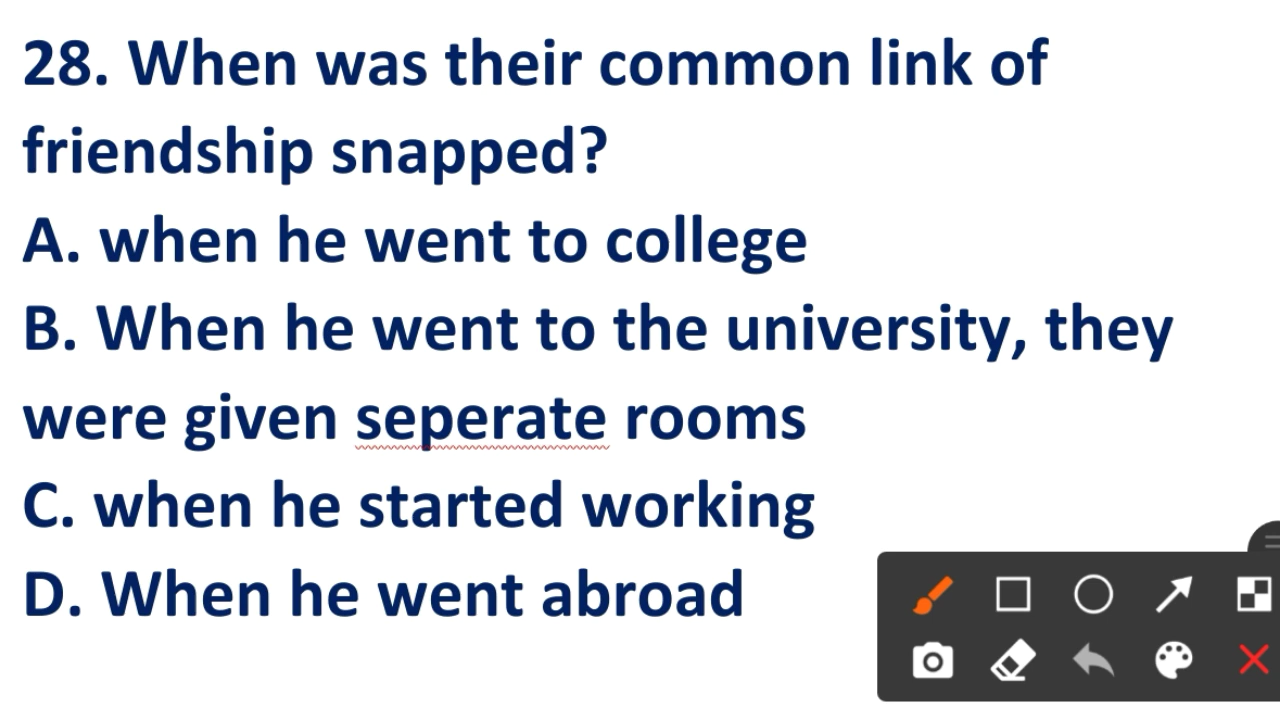 28. When was their common link of
friendship snapped?
A. when he went to college
B. When he went to the university, they
were given seperate rooms
C. when he started working
D. When he went abroad